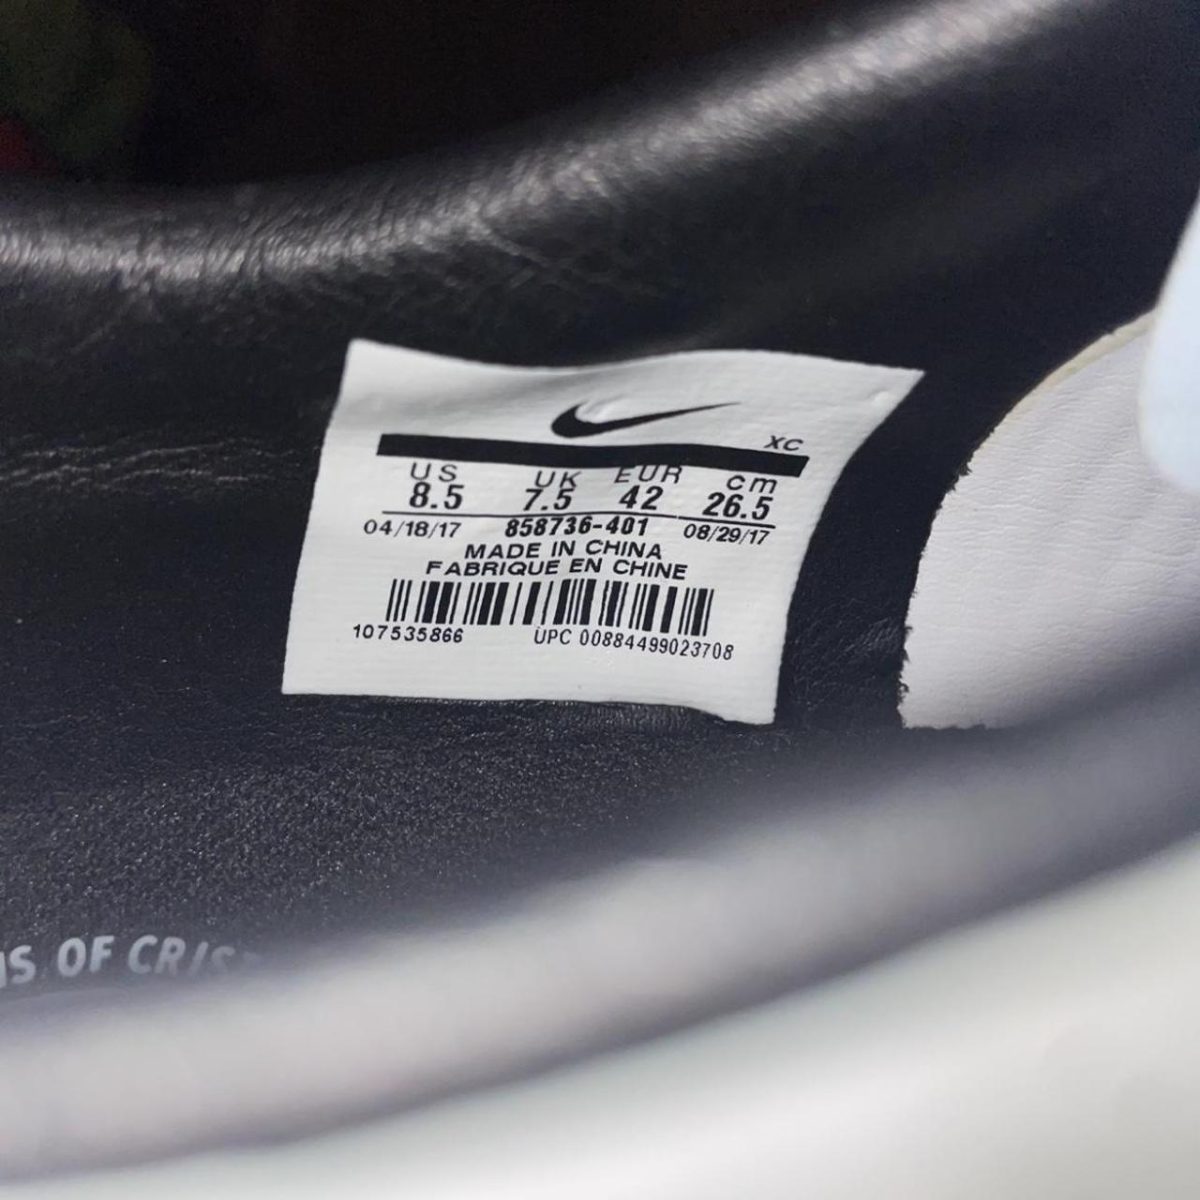 XC
US UK EUR cm
8.5 7.5 42 26.5
04/18/17 858736-401 08/29/17
MADE IN CHINA
FABRIQUE EN CHINE
107535866 UPC 00884499023708
OF